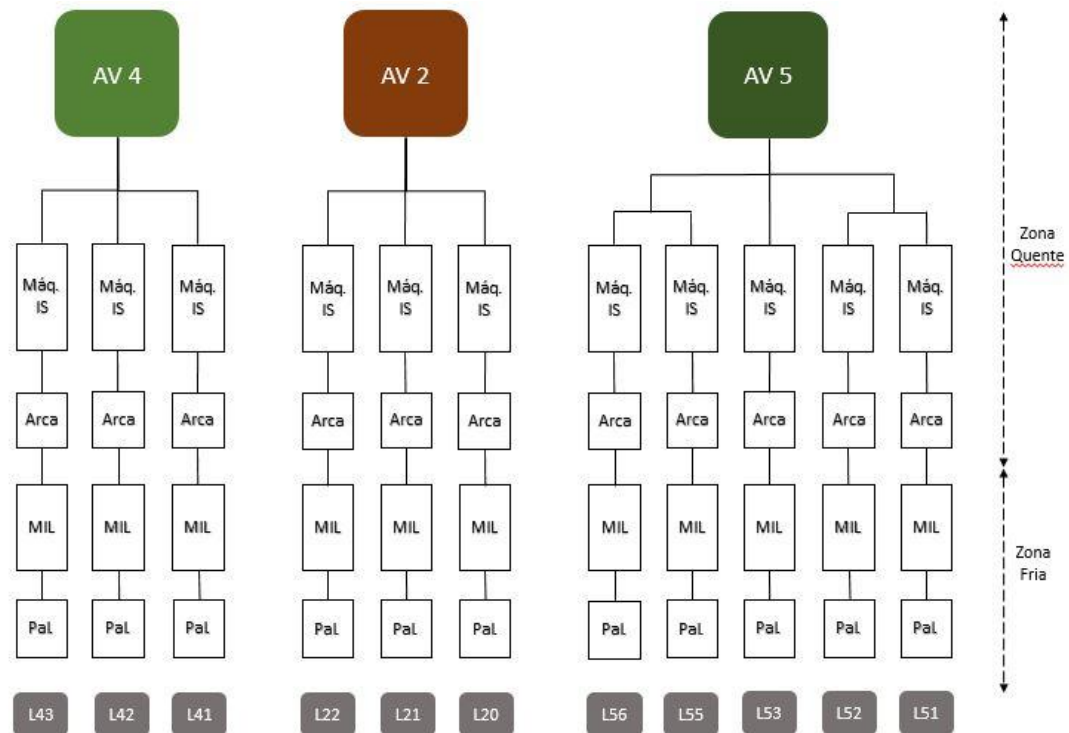 AV 4
AV 2
AV 5
Máq. Máq. Máq. Máq. Máq. Máq. Máq. Máq. Máq. Máq. Máq.
IS IS IS IS IS IS IS IS IS IS IS
Zona
Quente
Arca Arca Arca Arca Arca Arca Arca Arca Arca Arca Arca
MIL MIL MIL MIL MIL MIL MIL MIL MIL MIL MIL
Zona
Fria
Pal. Pal. Pal. Pal. Pal. Pal. Pal. Pal. Pal. Pal. Pal.
L43 L42 L41 L22 L21 L20 L56 L55 L53 L52 L51